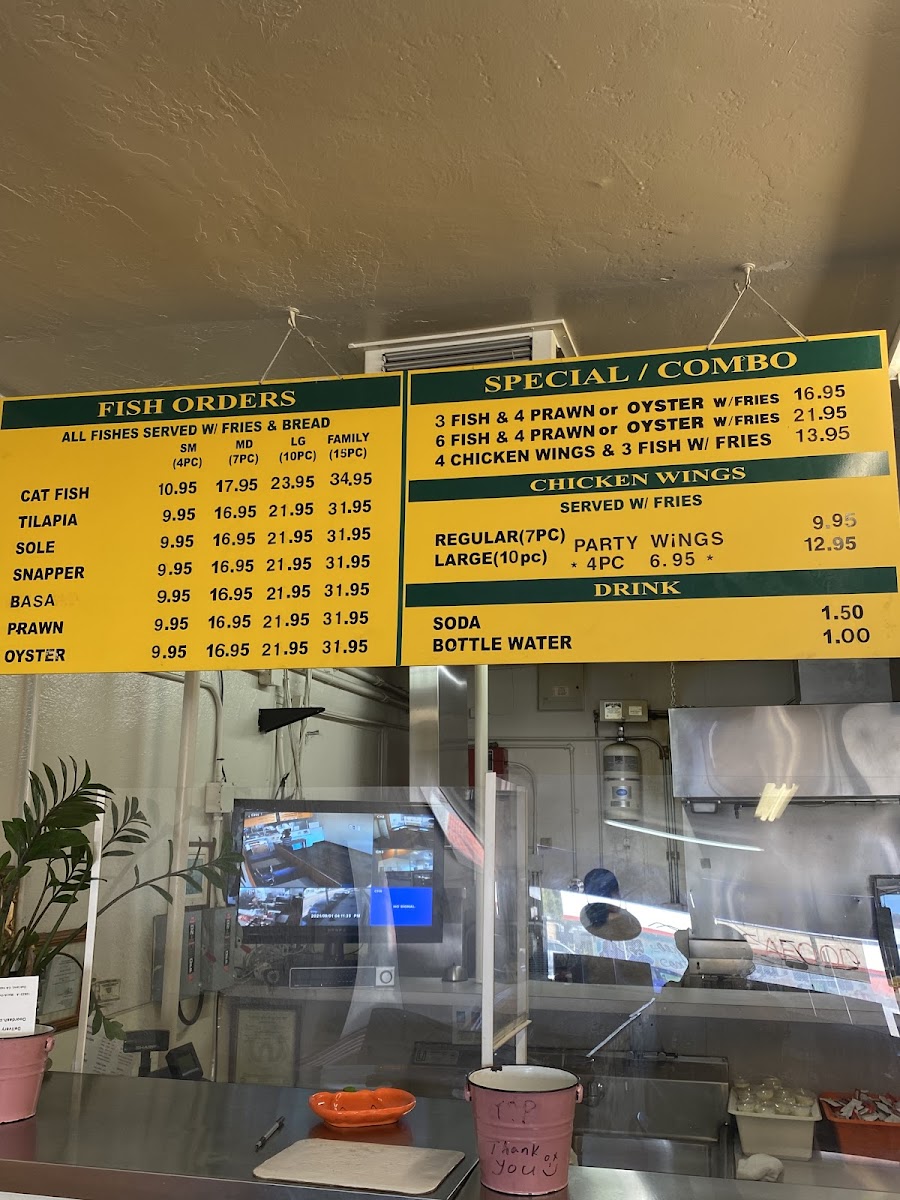 FISH ORDERS
ALL FISHES SERVED W/ FRIES & BREAD
SM MD LG FAMILY
(4PC) (7PC) (10PC) (15PC)
CAT FISH 10.95 17.95 23.95 34.95
TILAPIA 9.95 16.95 21.95 31.95
SOLE 9.95 16.95 21.95 31.95
SNAPPER 9.95 16.95 21.95 31.95
BASA 9.95 16.95 21.95 31.95
PRAWN 9.95 16.95 21.95 31.95
OYSTER 9.95 16.95 21.95 31.95
SPECIAL / COMBO
3 FISH & 4 PRAWN or OYSTER W/FRIES 16.95
6 FISH & 4 PRAWN or OYSTER W/FRIES 21.95
4 CHICKEN WINGS & 3 FISH W/ FRIES 13.95
CHICKEN WINGS
SERVED W/ FRIES
REGULAR(7PC) 9.95
LARGE(10pc) 12.95
PARTY WiNGS
* 4PC 6.95 *
DRINK
SODA 1.50
BOTTLE WATER 1.00
Delivery
TIP
Thank
you